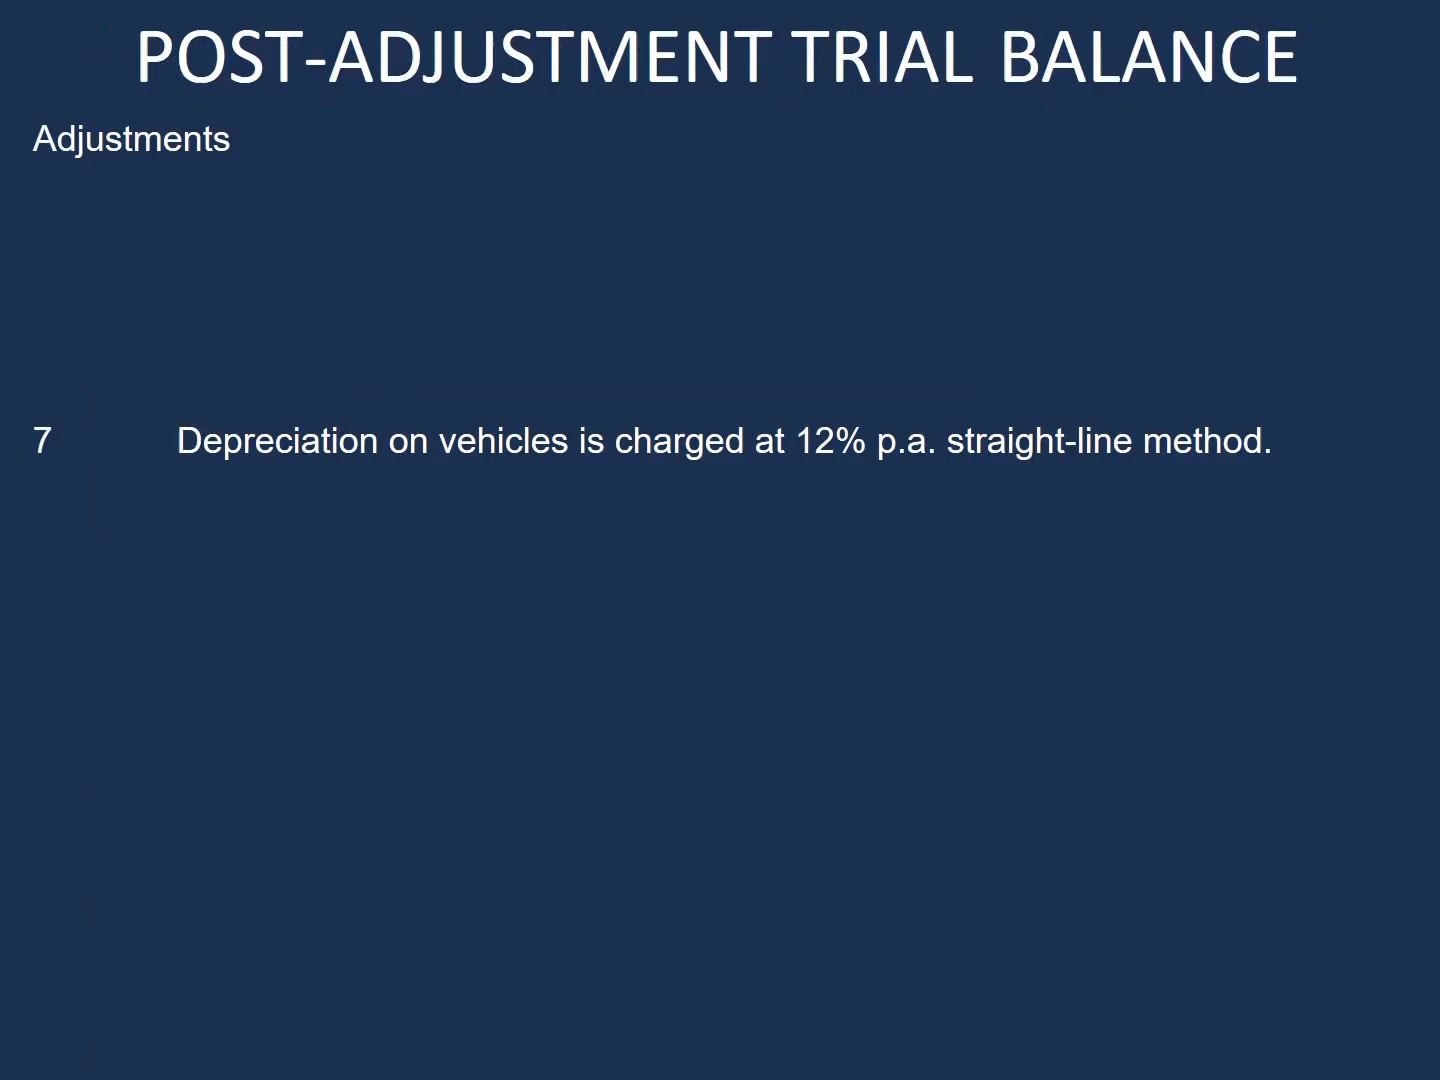 POST-ADJUSTMENT TRIAL BALANCE
Adjustments
7 Depreciation on vehicles is charged at 12% p.a. straight-line method.